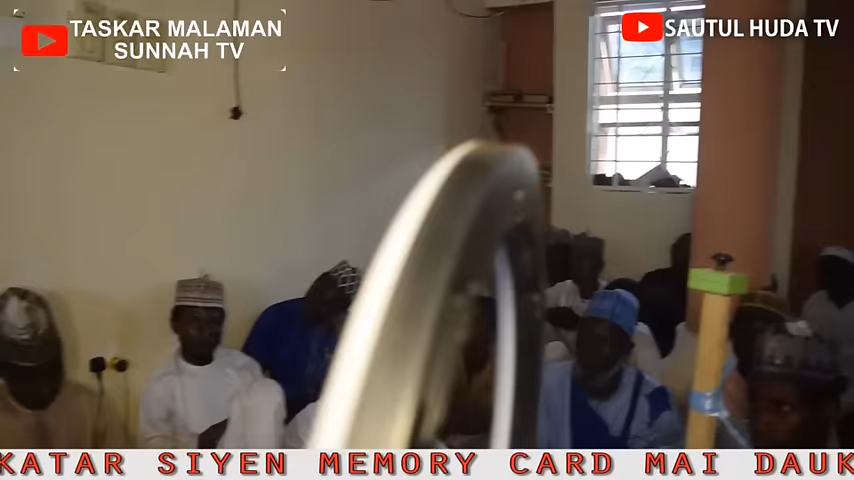 TASKAR MALAMAN
SUNNAH TV
SAUTUL HUDA TV
KATAR SIYEN MEMORY CARD MAI DAUK